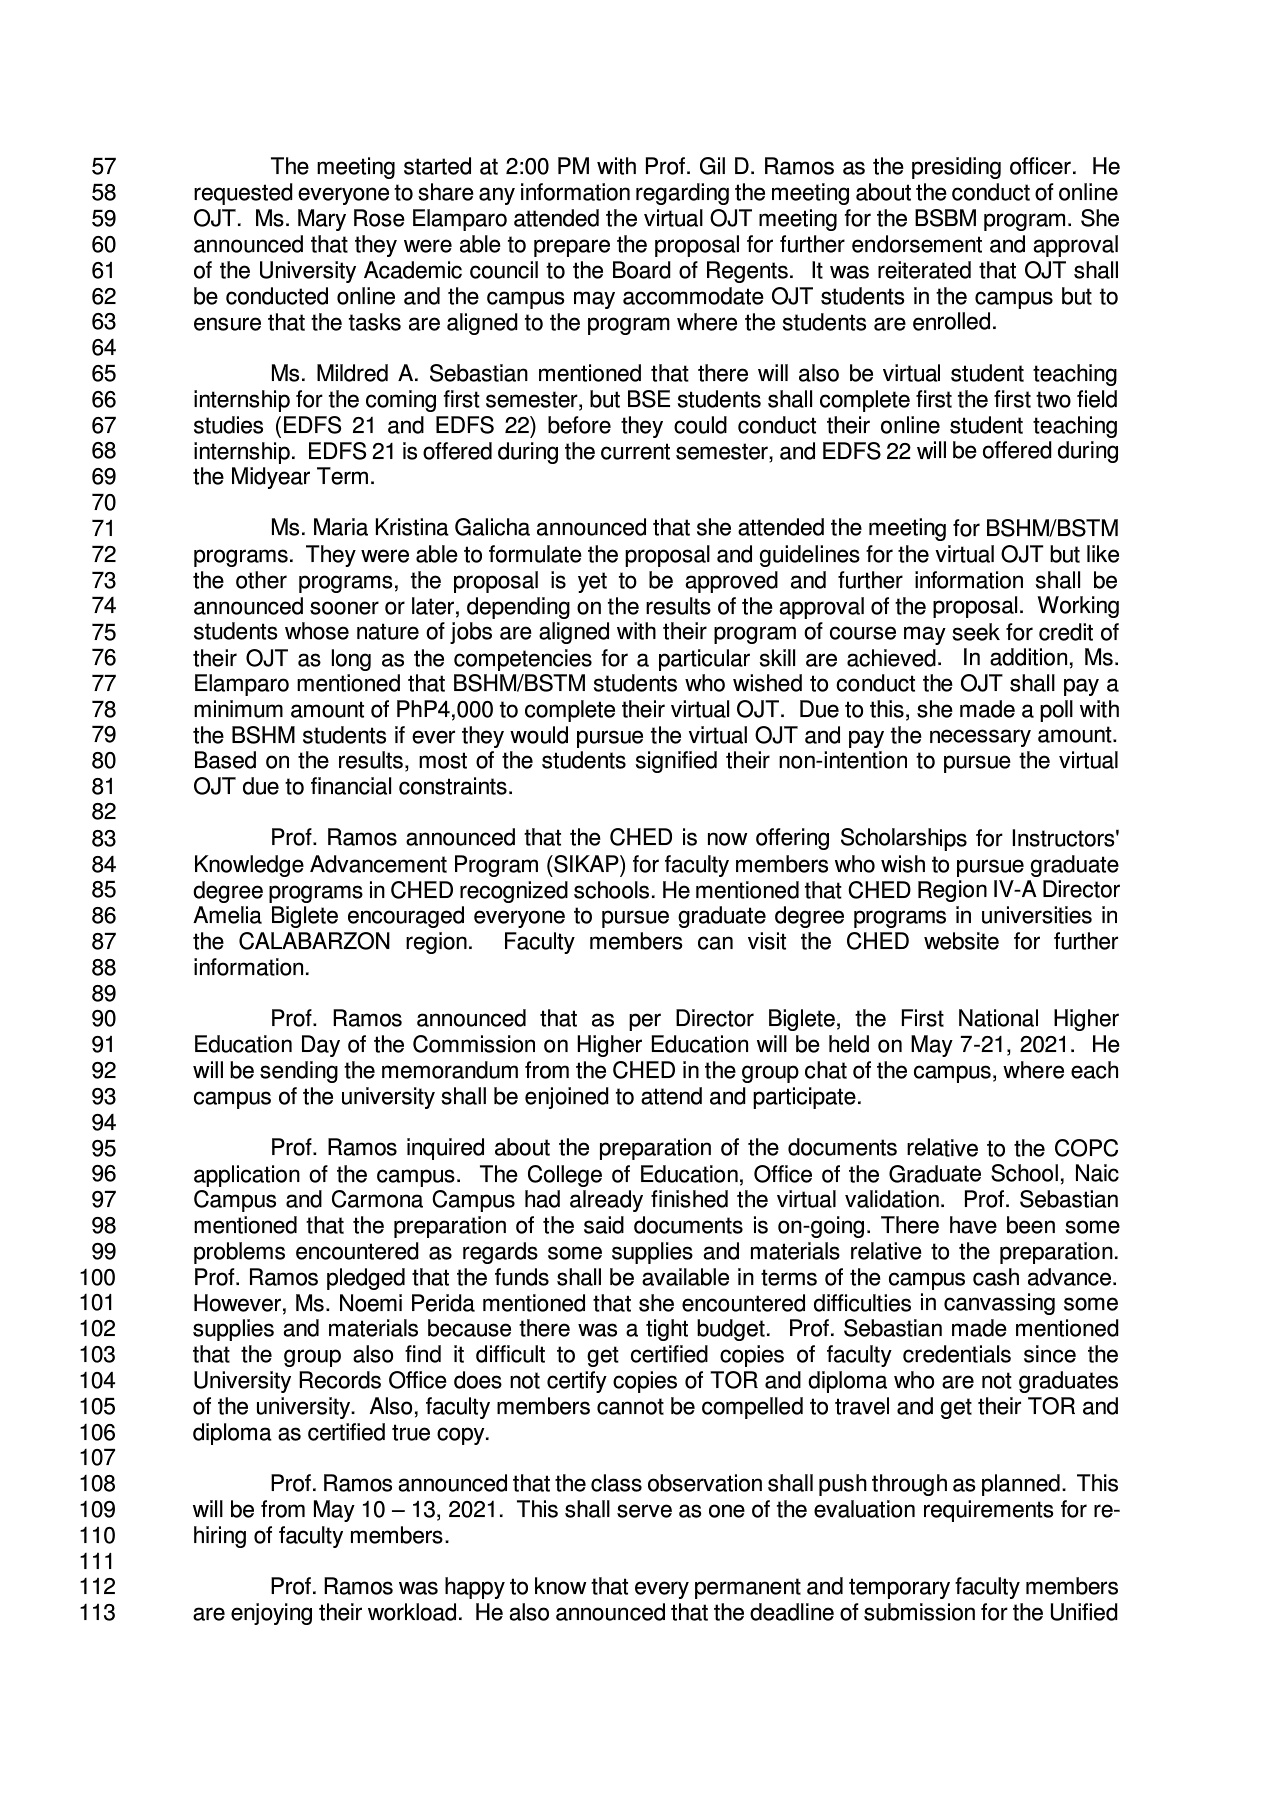 57 The meeting started at 2:00 PM with Prof. Gil D. Ramos as the presiding officer. He
58 requested everyone to share any information regarding the meeting about the conduct of online
59 OJT. Ms. Mary Rose Elamparo attended the virtual OJT meeting for the BSBM program. She
60 announced that they were able to prepare the proposal for further endorsement and approval
61 of the University Academic council to the Board of Regents. It was reiterated that OJT shall
62 be conducted online and the campus may accommodate OJT students in the campus but to
63 ensure that the tasks are aligned to the program where the students are enrolled.
64
65 Ms. Mildred A. Sebastian mentioned that there will also be virtual student teaching
66 internship for the coming first semester, but BSE students shall complete first the first two field
67 studies (EDFS 21 and EDFS 22) before they could conduct their online student teaching
68 internship. EDFS 21 is offered during the current semester, and EDFS 22 will be offered during
69 the Midyear Term.
70
71 Ms. Maria Kristina Galicha announced that she attended the meeting for BSHM/BSTM
72 programs. They were able to formulate the proposal and guidelines for the virtual OJT but like
73 the other programs, the proposal is yet to be approved and further information shall be
74 announced sooner or later, depending on the results of the approval of the proposal. Working
75 students whose nature of jobs are aligned with their program of course may seek for credit of
76 their OJT as long as the competencies for a particular skill are achieved. In addition, Ms.
77 Elamparo mentioned that BSHM/BSTM students who wished to conduct the OJT shall pay a
78 minimum amount of PhP4,000 to complete their virtual OJT. Due to this, she made a poll with
79 the BSHM students if ever they would pursue the virtual OJT and pay the necessary amount.
80 Based on the results, most of the students signified their non-intention to pursue the virtual
81 OJT due to financial constraints.
82
83 Prof. Ramos announced that the CHED is now offering Scholarships for Instructors'
84 Knowledge Advancement Program (SIKAP) for faculty members who wish to pursue graduate
85 degree programs in CHED recognized schools. He mentioned that CHED Region IV-A Director
86 Amelia Biglete encouraged everyone to pursue graduate degree programs in universities in
87 the CALABARZON region. Faculty members can visit the CHED website for further
88 information.
89
90 Prof. Ramos announced that as per Director Biglete, the First National Higher
91 Education Day of the Commission on Higher Education will be held on May 7-21, 2021. He
92 will be sending the memorandum from the CHED in the group chat of the campus, where each
93 campus of the university shall be enjoined to attend and participate.
94
95 Prof. Ramos inquired about the preparation of the documents relative to the COPC
96 application of the campus. The College of Education, Office of the Graduate School, Naic
97 Campus and Carmona Campus had already finished the virtual validation. Prof. Sebastian
98 mentioned that the preparation of the said documents is on-going. There have been some
99 problems encountered as regards some supplies and materials relative to the preparation.
100 Prof. Ramos pledged that the funds shall be available in terms of the campus cash advance.
101 However, Ms. Noemi Perida mentioned that she encountered difficulties in canvassing some
102 supplies and materials because there was a tight budget. Prof. Sebastian made mentioned
103 that the group also find it difficult to get certified copies of faculty credentials since the
104 University Records Office does not certify copies of TOR and diploma who are not graduates
105 of the university. Also, faculty members cannot be compelled to travel and get their TOR and
106 diploma as certified true copy.
107
108 Prof. Ramos announced that the class observation shall push through as planned. This
109 will be from May 10 – 13, 2021. This shall serve as one of the evaluation requirements for re-
110 hiring of faculty members.
111
112 Prof. Ramos was happy to know that every permanent and temporary faculty members
113 are enjoying their workload. He also announced that the deadline of submission for the Unified